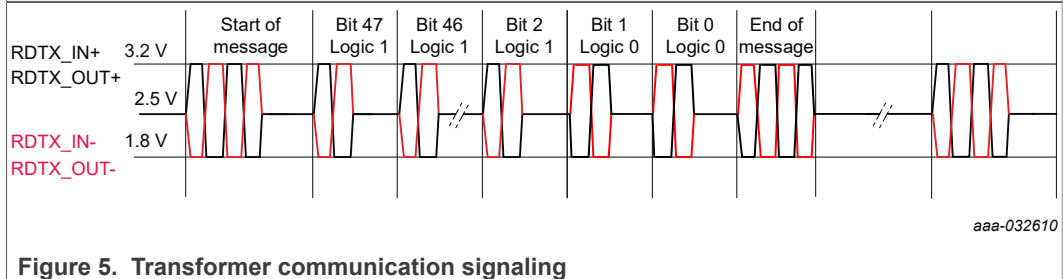 Start of message
Bit 47 Logic 1
Bit 46 Logic 1
Bit 2 Logic 1
Bit 1 Logic 0
Bit 0 Logic 0
End of message
RDTX_IN+ 3.2 V
RDTX_OUT+
2.5 V
RDTX_IN- 1.8 V
RDTX_OUT-
aaa-032610
Figure 5. Transformer communication signaling